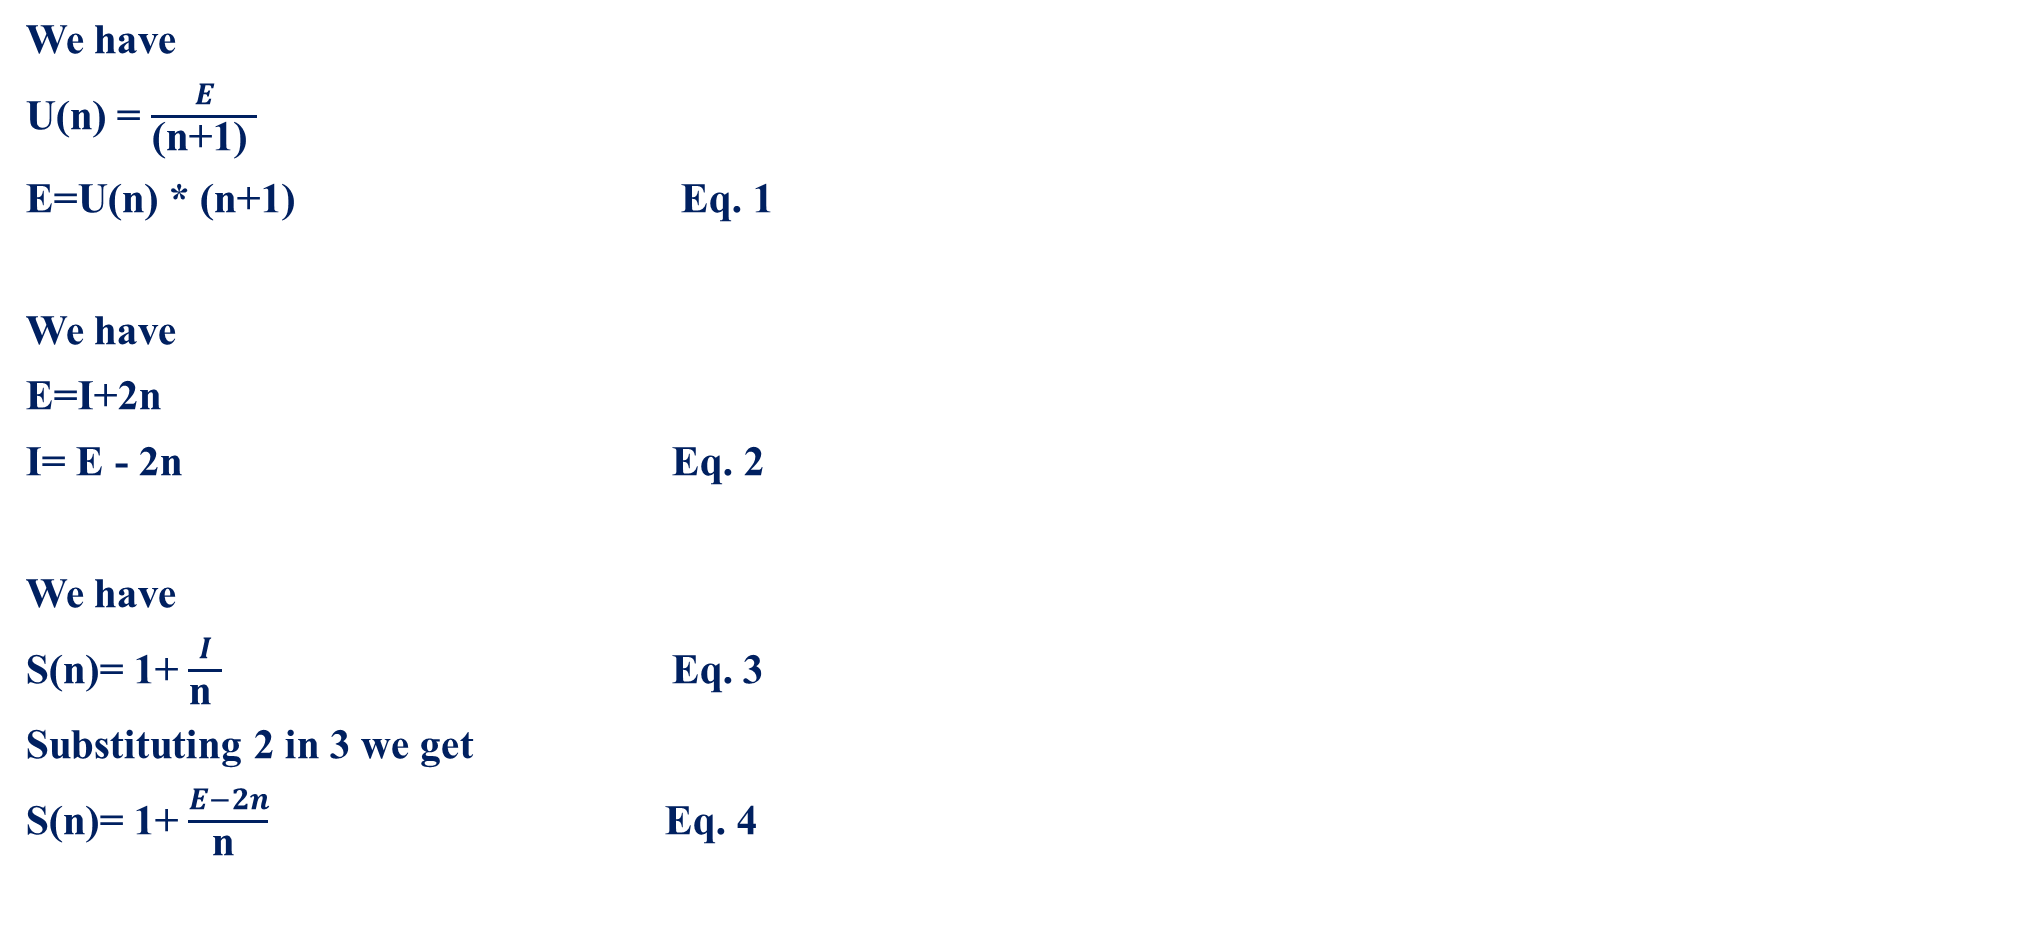 We have
U(n) = E/(n+1)
E=U(n) * (n+1) Eq. 1
We have
E=I+2n
I= E - 2n Eq. 2
We have
S(n)= 1+ I/n Eq. 3
Substituting 2 in 3 we get
S(n)= 1+ E−2n/n Eq. 4